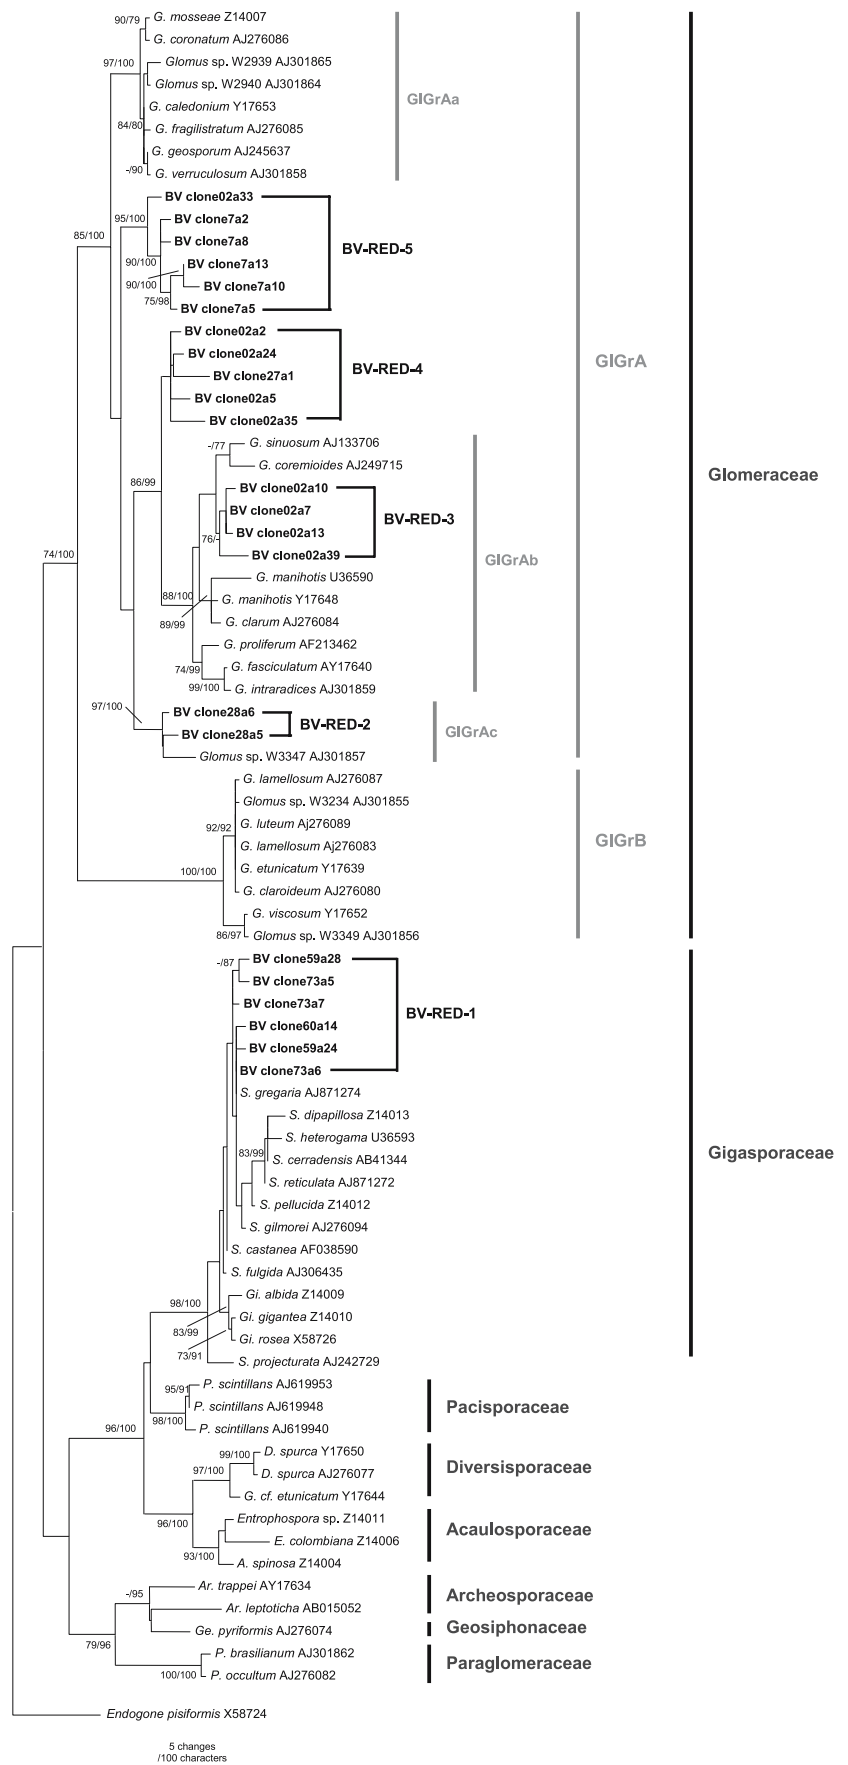 90/79
G. mosseae Z14007
G. coronatum AJ276086
97/100
Glomus sp. W2939 AJ301865
Glomus sp. W2940 AJ301864
GlGrAa
G. caledonium Y17653
84/80
G. fragilistratum AJ276085
G. geosporum AJ245637
-/90
G. verruculosum AJ301858
BV clone02a33
95/100
BV clone7a2
85/100
BV clone7a8
BV-RED-5
90/100
BV clone7a13
90/100
BV clone7a10
75/98
BV clone7a5
BV clone02a2
BV clone02a24
GlGrA
BV-RED-4
BV clone27a1
BV clone02a5
BV clone02a35
-/77
G. sinuosum AJ133706
G. coremioides AJ249715
Glomeraceae
86/99
BV clone02a10
BV clone02a7
BV-RED-3
BV clone02a13
76/-
74/100
BV clone02a39
GlGrAb
G. manihotis U36590
88/100
G. manihotis Y17648
89/99
G. clarum AJ276084
G. proliferum AF213462
74/99
G. fasciculatum AY17640
99/100
G. intraradices AJ301859
97/100
BV clone28a6
BV-RED-2
BV clone28a5
GlGrAc
Glomus sp. W3347 AJ301857
G. lamellosum AJ276087
Glomus sp. W3234 AJ301855
92/92
G. luteum Aj276089
GlGrB
G. lamellosum Aj276083
100/100
G. etunicatum Y17639
G. claroideum AJ276080
G. viscosum Y17652
86/97
Glomus sp. W3349 AJ301856
-/87
BV clone59a28
BV clone73a5
BV clone73a7
BV-RED-1
BV clone60a14
BV clone59a24
BV clone73a6
S. gregaria AJ871274
S. dipapillosa Z14013
S. heterogama U36593
83/99
Gigasporaceae
S. cerradensis AB41344
S. reticulata AJ871272
S. pellucida Z14012
S. gilmorei AJ276094
S. castanea AF038590
S. fulgida AJ306435
Gi. albida Z14009
98/100
Gi. gigantea Z14010
83/99
Gi. rosea X58726
73/91
S. projecturata AJ242729
95/91
P. scintillans AJ619953
P. scintillans AJ619948
Pacisporaceae
98/100
P. scintillans AJ619940
96/100
99/100
D. spurca Y17650
97/100
D. spurca AJ276077
Diversisporaceae
G. cf. etunicatum Y17644
96/100
Entrophospora sp. Z14011
Acaulosporaceae
E. colombiana Z14006
93/100
A. spinosa Z14004
-/95
Ar. trappei AY17634
Archeosporaceae
Ar. leptoticha AB015052
Ge. pyriformis AJ276074
Geosiphonaceae
79/96
P. brasilianum AJ301862
Paraglomeraceae
100/100
P. occultum AJ276082
Endogone pisiformis X58724
5 changes
/100 characters